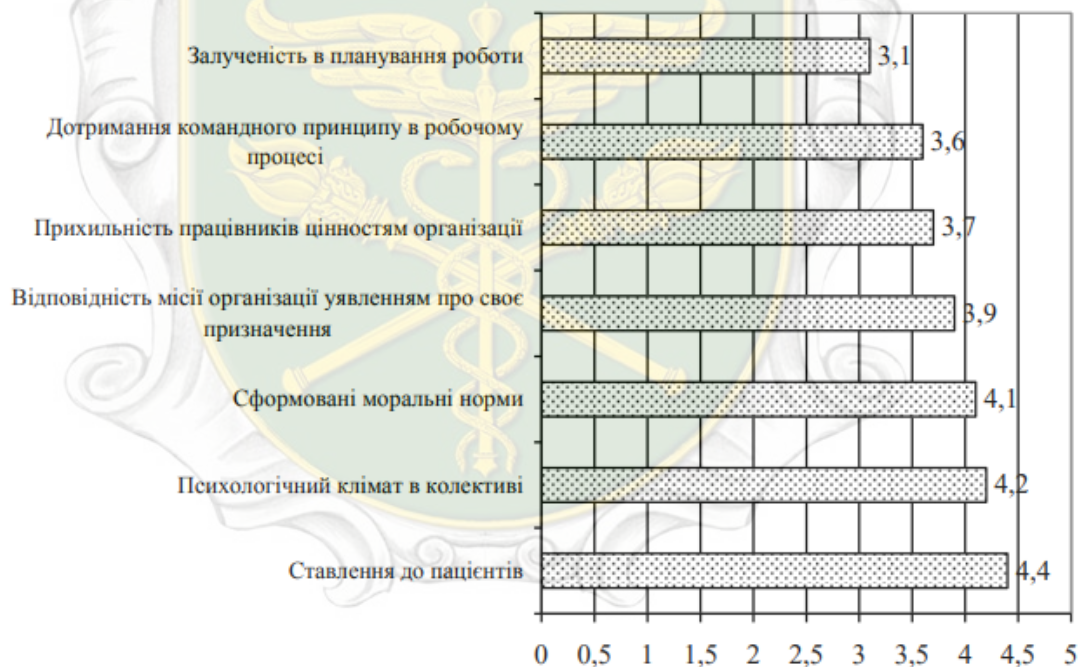 Залученість в планування роботи
3,1
Дотримання командного принципу в робочому
процесі
3,6
Прихильність працівників цінностям організації
3,7
Відповідність місії організації уявленням про своє
призначення
3,9
Сформовані моральні норми
4,1
Психологічний клімат в колективі
4,2
Ставлення до пацієнтів
4,4
0 0,5 1 1,5 2 2,5 3 3,5 4 4,5 5